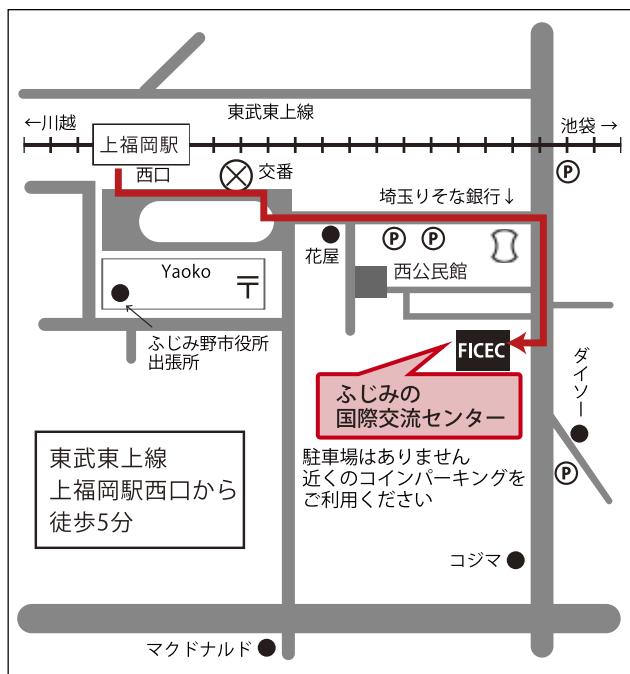 東武東上線
←川越
池袋→
上福岡駅
西口
交番
P
埼玉りそな銀行↓
花屋
P
P
西公民館
Yaoko
〒
ふじみ野市役所
出張所
FICEC
ダイソー
ふじみの
国際交流センター
駐車場はありません
近くのコインパーキングを
ご利用ください
P
東武東上線
上福岡駅西口から
徒歩5分
コジマ
マクドナルド